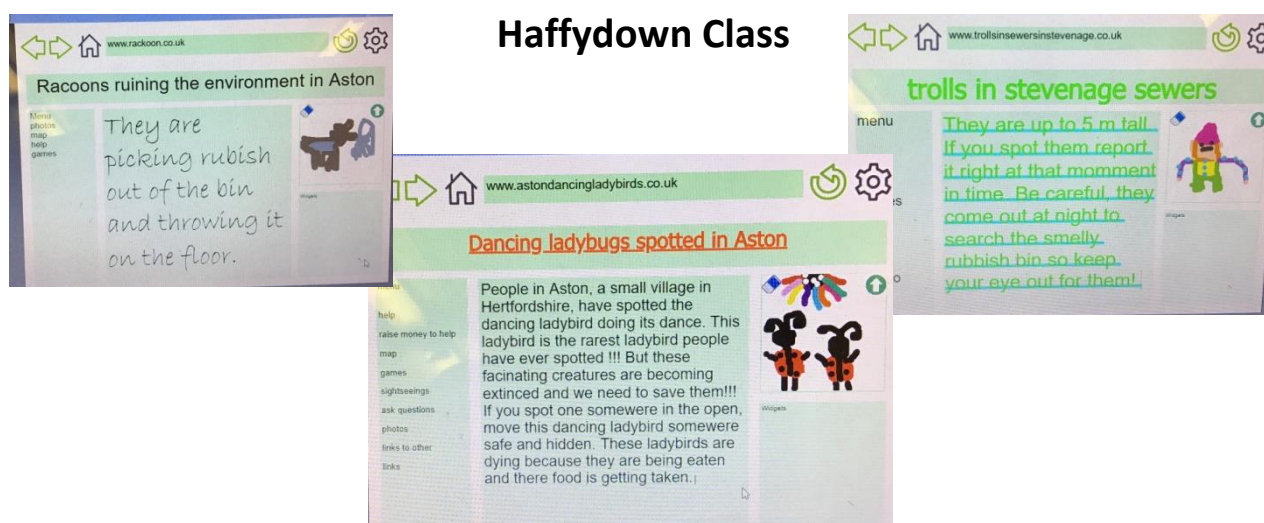 Haffydown Class
www.rackoon.co.uk
Racoons ruining the environment in Aston
Menu
photos
map
help
games
They are
picking rubish
out of the bin
and throwing it
on the floor.
Widgets
www.astondancingladybirds.co.uk
Dancing ladybugs spotted in Aston
help
raise money to help
map
games
sightseeings
ask questions
photos
links to other
links
People in Aston, a small village in
Hertfordshire, have spotted the
dancing ladybird doing its dance. This
ladybird is the rarest ladybird people
have ever spotted !!! But these
facinating creatures are becoming
extinced and we need to save them!!!
If you spot one somewere in the open,
move this dancing ladybird somewere
safe and hidden. These ladybirds are
dying because they are being eaten
and there food is getting taken.
Widgets
www.trollsinsewersinstevenage.co.uk
trolls in stevenage sewers
menu
They are up to 5 m tall.
If you spot them report
it right at that momment
in time. Be careful, they
come out at night to
search the smelly
rubbish bin so keep
your eye out for them!
Widgets